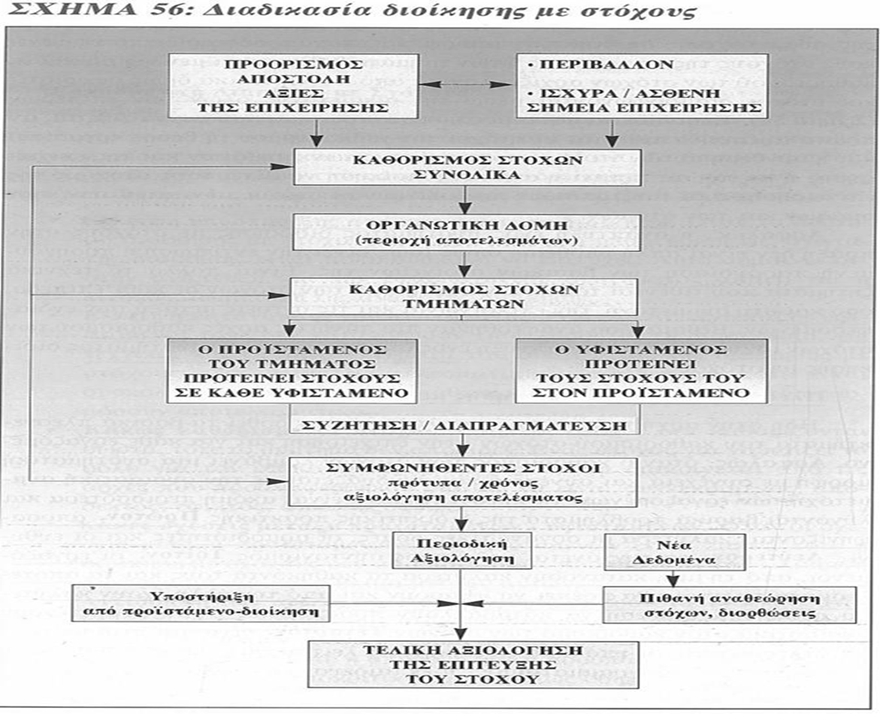 ΣΧΗΜΑ 56: Διαδικασία διοίκησης με στόχους
ΠΡΟΟΡΙΣΜΟΣ
ΑΠΟΣΤΟΛΗ
ΑΞΙΕΣ
ΤΗΣ ΕΠΙΧΕΙΡΗΣΗΣ
• ΠΕΡΙΒΑΛΛΟΝ
• ΙΣΧΥΡΑ / ΑΣΘΕΝΗ
ΣΗΜΕΙΑ ΕΠΙΧΕΙΡΗΣΗΣ
ΚΑΘΟΡΙΣΜΟΣ ΣΤΟΧΩΝ
ΣΥΝΟΛΙΚΑ
ΟΡΓΑΝΩΤΙΚΗ ΔΟΜΗ
(περιοχή αποτελεσμάτων)
ΚΑΘΟΡΙΣΜΟΣ ΣΤΟΧΩΝ
ΤΜΗΜΑΤΩΝ
Ο ΠΡΟΪΣΤΑΜΕΝΟΣ
ΤΟΥ ΤΜΗΜΑΤΟΣ
ΠΡΟΤΕΙΝΕΙ ΣΤΟΧΟΥΣ
ΣΕ ΚΑΘΕ ΥΦΙΣΤΑΜΕΝΟ
Ο ΥΦΙΣΤΑΜΕΝΟΣ
ΠΡΟΤΕΙΝΕΙ
ΤΟΥΣ ΣΤΟΧΟΥΣ ΤΟΥ
ΣΤΟΝ ΠΡΟΪΣΤΑΜΕΝΟ
ΣΥΖΗΤΗΣΗ / ΔΙΑΠΡΑΓΜΑΤΕΥΣΗ
ΣΥΜΦΩΝΗΘΕΝΤΕΣ ΣΤΟΧΟΙ
πρότυπα / χρόνος
αξιολόγηση αποτελέσματος
Περιοδική
Αξιολόγηση
Νέα
Δεδομένα
Υποστήριξη
από προϊστάμενο-διοίκηση
Πιθανή αναθεώρηση
στόχων, διορθώσεις
ΤΕΛΙΚΗ ΑΞΙΟΛΟΓΗΣΗ
ΤΗΣ ΕΠΙΤΕΥΞΗΣ
ΤΟΥ ΣΤΟΧΟΥ